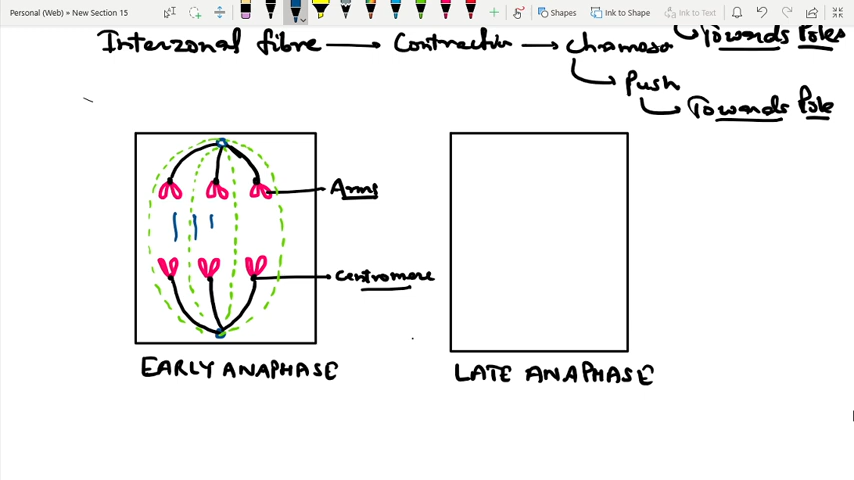 Personal (Web) » New Section 15
Shapes
Ink to Shape
Ink to Text
Towards Poles
Interzonal fibre → Contraction →
Push
Towards Pole
Arms
Centromere
EARLY ANAPHASE
LATE ANAPHASE